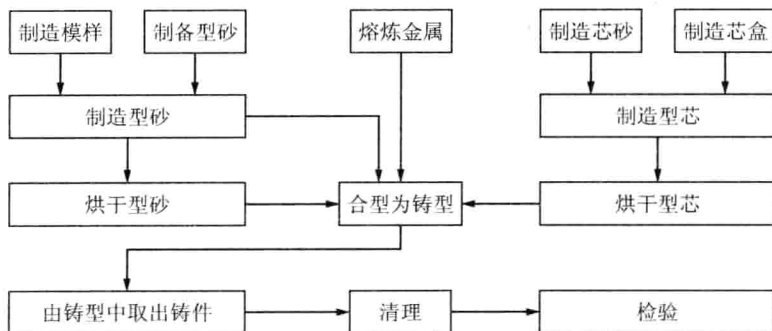 制造模样
制备型砂
熔炼金属
制造芯砂
制造芯盒
制造型砂
制造型芯
烘干型砂
合型为铸型
烘干型芯
由铸型中取出铸件
清理
检验